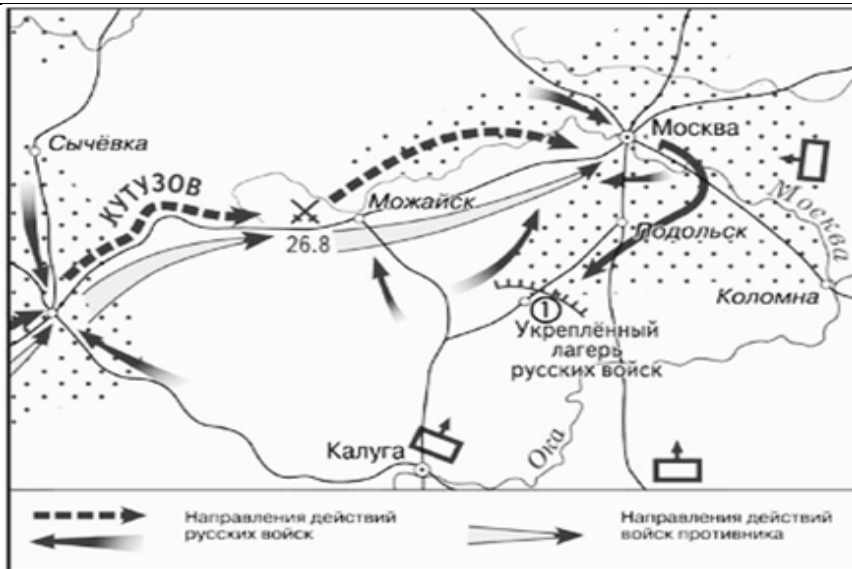 Сычёвка
КУТУЗОВ
26.8
Можайск
Москва
Москва
Подольск
Коломна
1
Укреплённый
лагерь
русских войск
Калуга
Ока
Направления действий
русских войск
Направления действий
войск противника